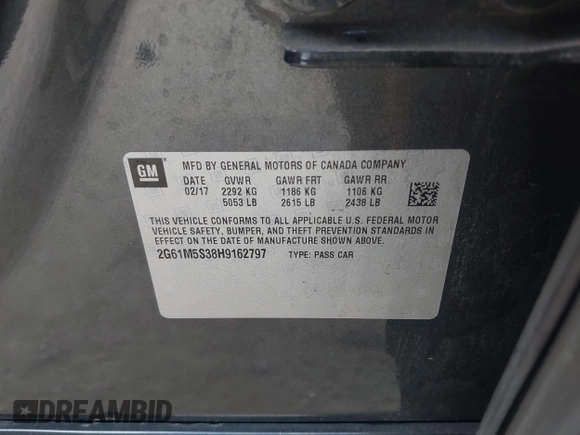 GM
MFD BY GENERAL MOTORS OF CANADA COMPANY
DATE GVWR GAWR FRT GAWR RR
02/17 2292 KG 1186 KG 1106 KG
5053 LB 2615 LB 2438 LB
THIS VEHICLE CONFORMS TO ALL APPLICABLE U.S. FEDERAL MOTOR
VEHICLE SAFETY, BUMPER, AND THEFT PREVENTION STANDARDS IN
EFFECT ON THE DATE OF MANUFACTURE SHOWN ABOVE.
2G61M5S38H9162797 TYPE: PASS CAR
DREAMBID